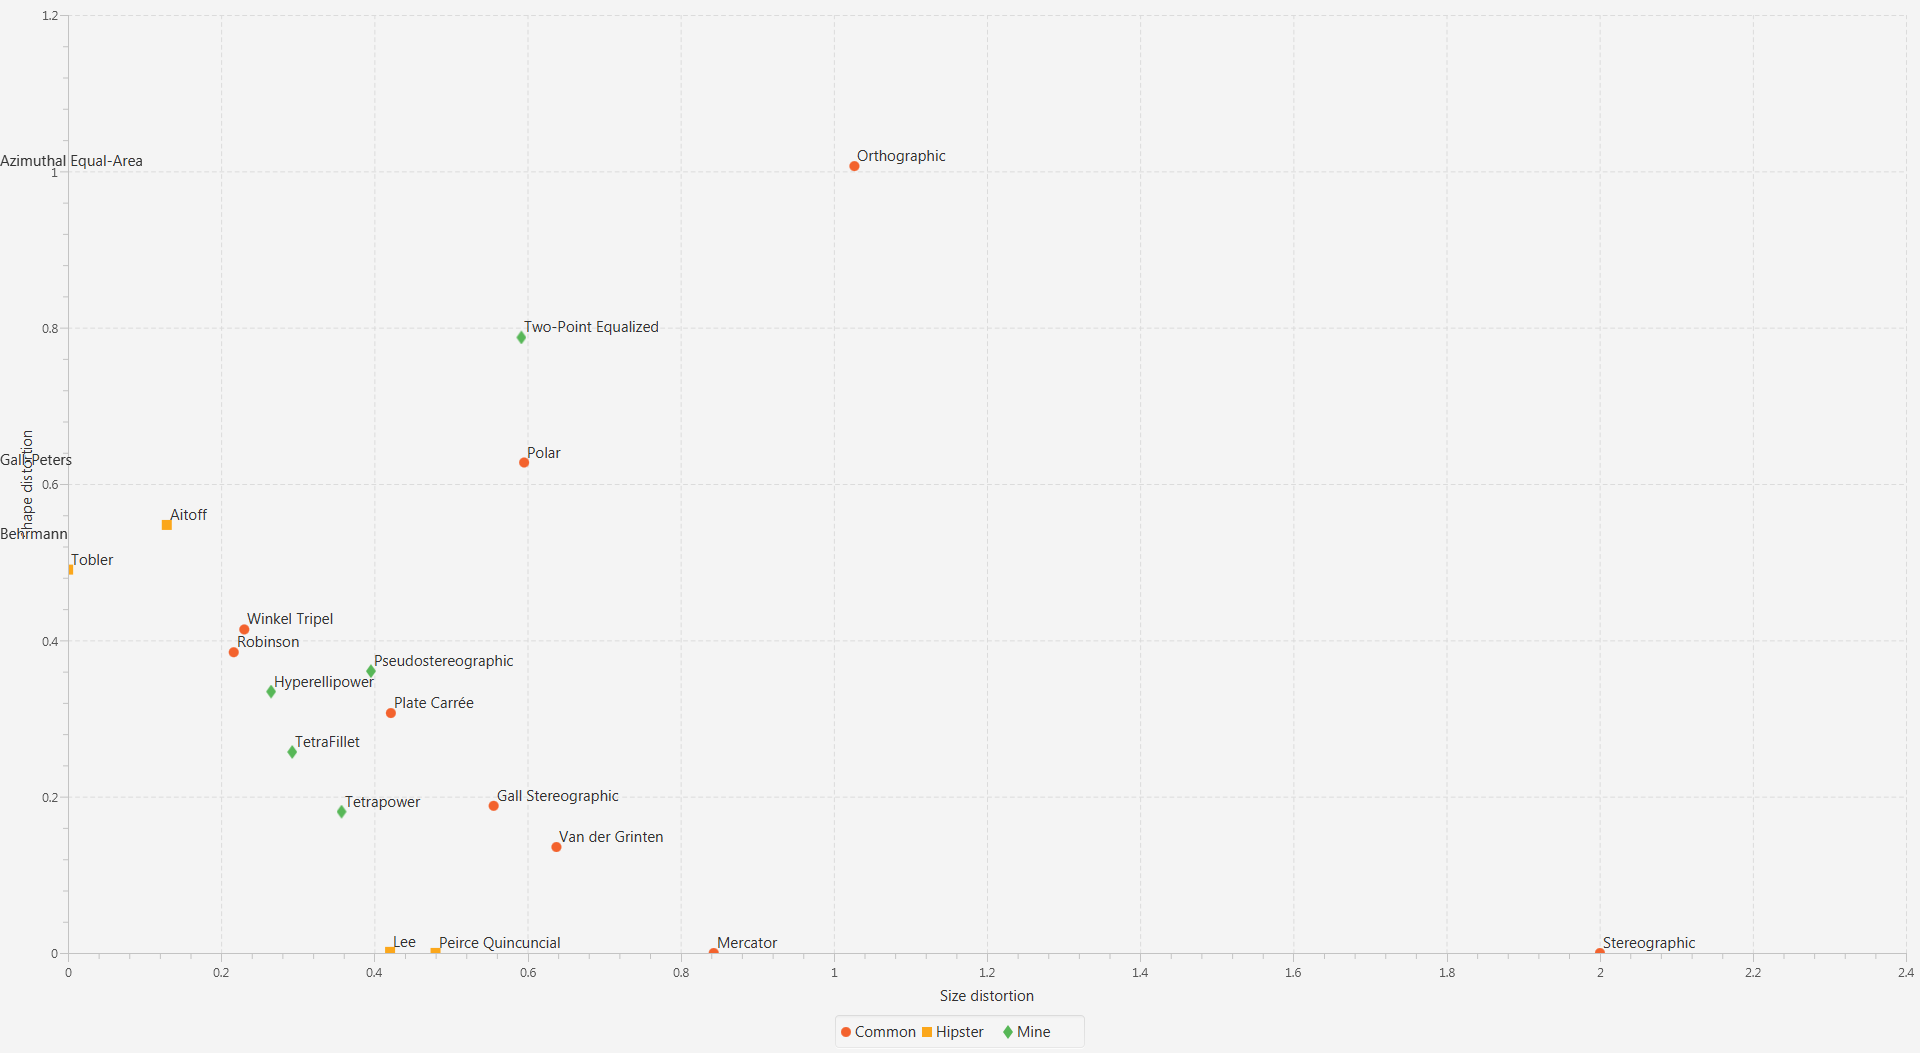 1.2
Orthographic
Azimuthal Equal-Area
1
Two-Point Equalized
0.8
Polar
Gall-Peters
0.6
Shape distortion
Aitoff
Behrmann
Tobler
Winkel Tripel
Robinson
0.4
Pseudostereographic
Hyperellipower
Plate Carrée
TetraFillet
0.2
Tetrapower
Gall Stereographic
Van der Grinten
Lee
Peirce Quincuncial
Mercator
Stereographic
0
0 0.2 0.4 0.6 0.8 1 1.2 1.4 1.6 1.8 2 2.2 2.4
Size distortion
Common Hipster Mine